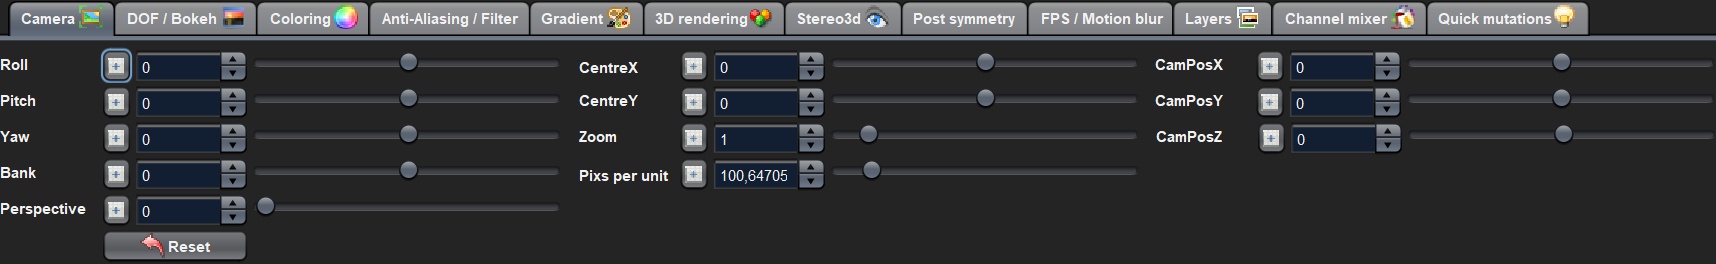 Camera DOF / Bokeh Coloring Anti-Aliasing / Filter Gradient 3D rendering Stereo3d Post symmetry FPS / Motion blur Layers Channel mixer Quick mutations
Roll 0 CentreX 0 CamPosX 0
Pitch 0 CentreY 0 CamPosY 0
Yaw 0 Zoom 1 CamPosZ 0
Bank 0 Pixs per unit 100,64705
Perspective 0
Reset